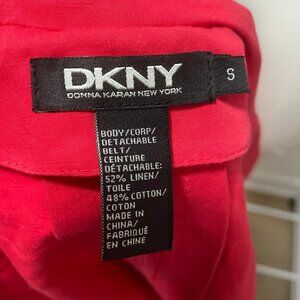 DKNY
DONNA KARAN NEW YORK
S
BODY/CORP/
DETACHABLE
BELT/
CEINTURE
DÉTACHABLE:
52% LINEN/
TOILE
48% COTTON/
COTON
MADE IN
CHINA/
FABRIQUÉ
EN CHINE